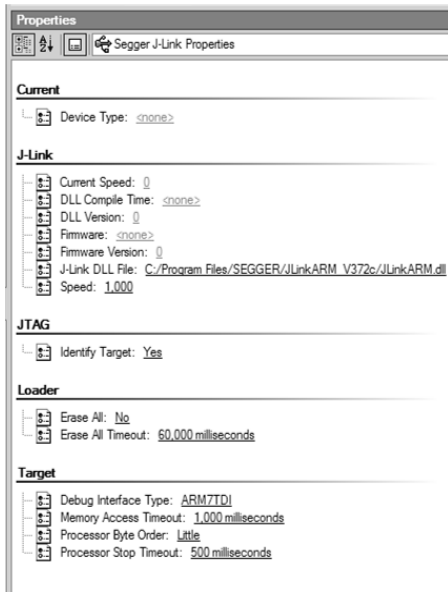 Properties
Segger J-Link Properties
Current
Device Type: <none>
J-Link
Current Speed: 0
DLL Compile Time: <none>
DLL Version: 0
Firmware: <none>
Firmware Version: 0
J-Link DLL File: C:/Program Files/SEGGER/JLinkARM_V372c/JLinkARM.dll
Speed: 1,000
JTAG
Identify Target: Yes
Loader
Erase All: No
Erase All Timeout: 60,000 milliseconds
Target
Debug Interface Type: ARM7TDI
Memory Access Timeout: 1,000 milliseconds
Processor Byte Order: Little
Processor Stop Timeout: 500 milliseconds